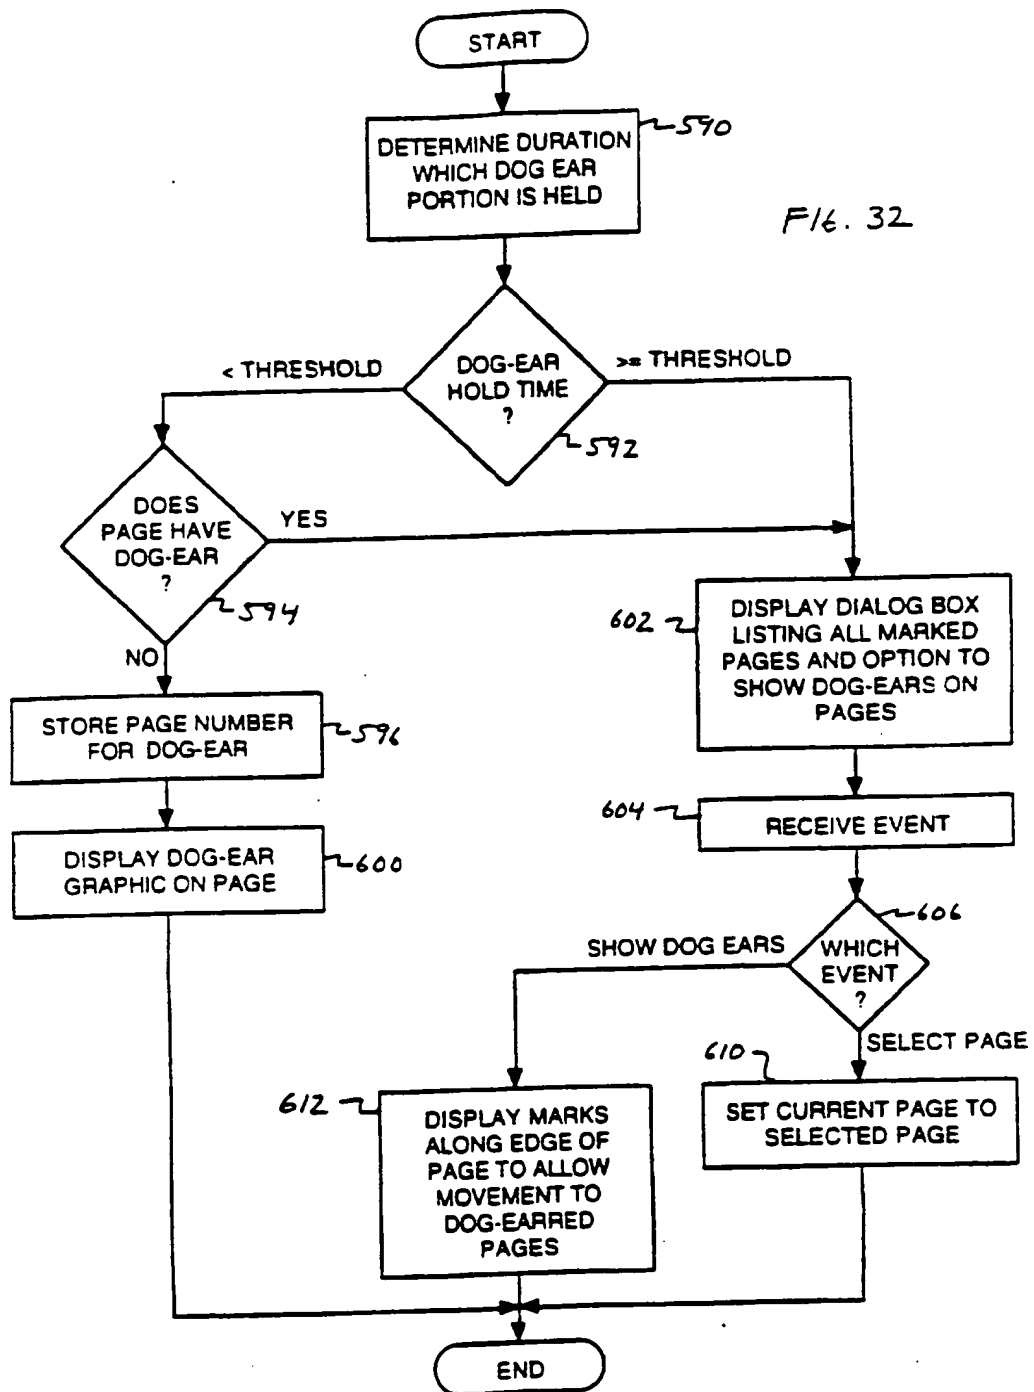 START
590
DETERMINE DURATION
WHICH DOG EAR
PORTION IS HELD
FIG. 32
< THRESHOLD
DOG-EAR
HOLD TIME
?
>= THRESHOLD
592
DOES
PAGE HAVE
DOG-EAR
?
YES
594
NO
602
DISPLAY DIALOG BOX
LISTING ALL MARKED
PAGES AND OPTION TO
SHOW DOG-EARS ON
PAGES
STORE PAGE NUMBER
FOR DOG-EAR
596
604
RECEIVE EVENT
DISPLAY DOG-EAR
GRAPHIC ON PAGE
600
606
SHOW DOG EARS
WHICH
EVENT
?
SELECT PAGE
610
SET CURRENT PAGE TO
SELECTED PAGE
612
DISPLAY MARKS
ALONG EDGE OF
PAGE TO ALLOW
MOVEMENT TO
DOG-EARRED
PAGES
END